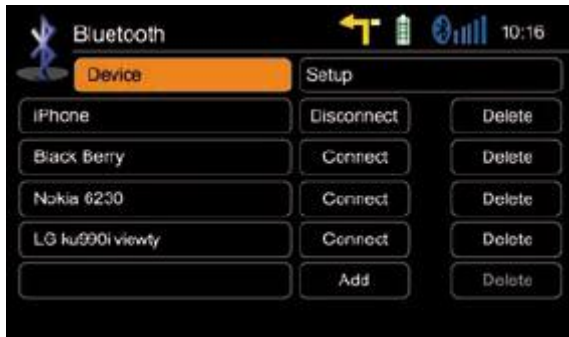 Bluetooth 10:16
Device Setup
iPhone Disconnect Delete
Black Berry Connect Delete
Nokia 6230 Connect Delete
LG ku990i viewty Connect Delete
Add Delete